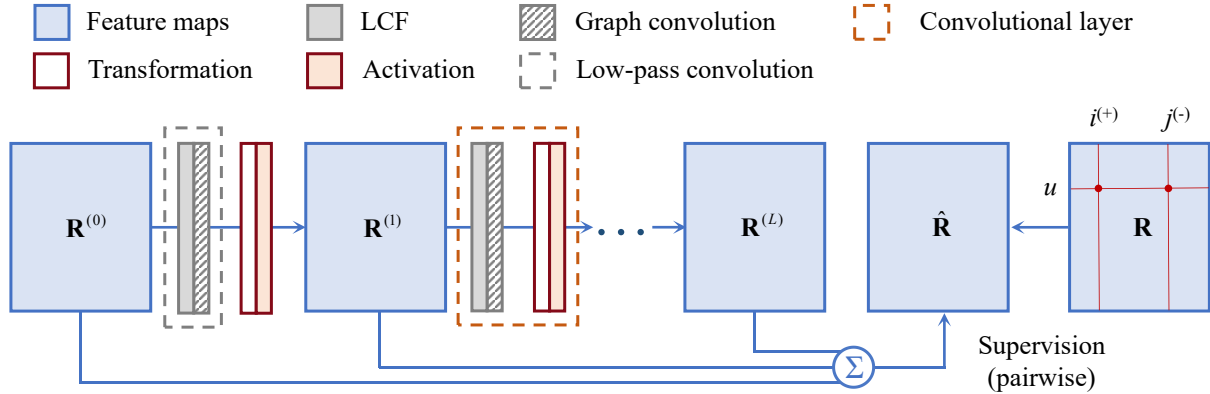 Feature maps LCF Graph convolution Convolutional layer
Transformation Activation Low-pass convolution
i(+) j(-)
u
R(0) R(1) . . . R(L) R̂ R
Σ
Supervision
(pairwise)